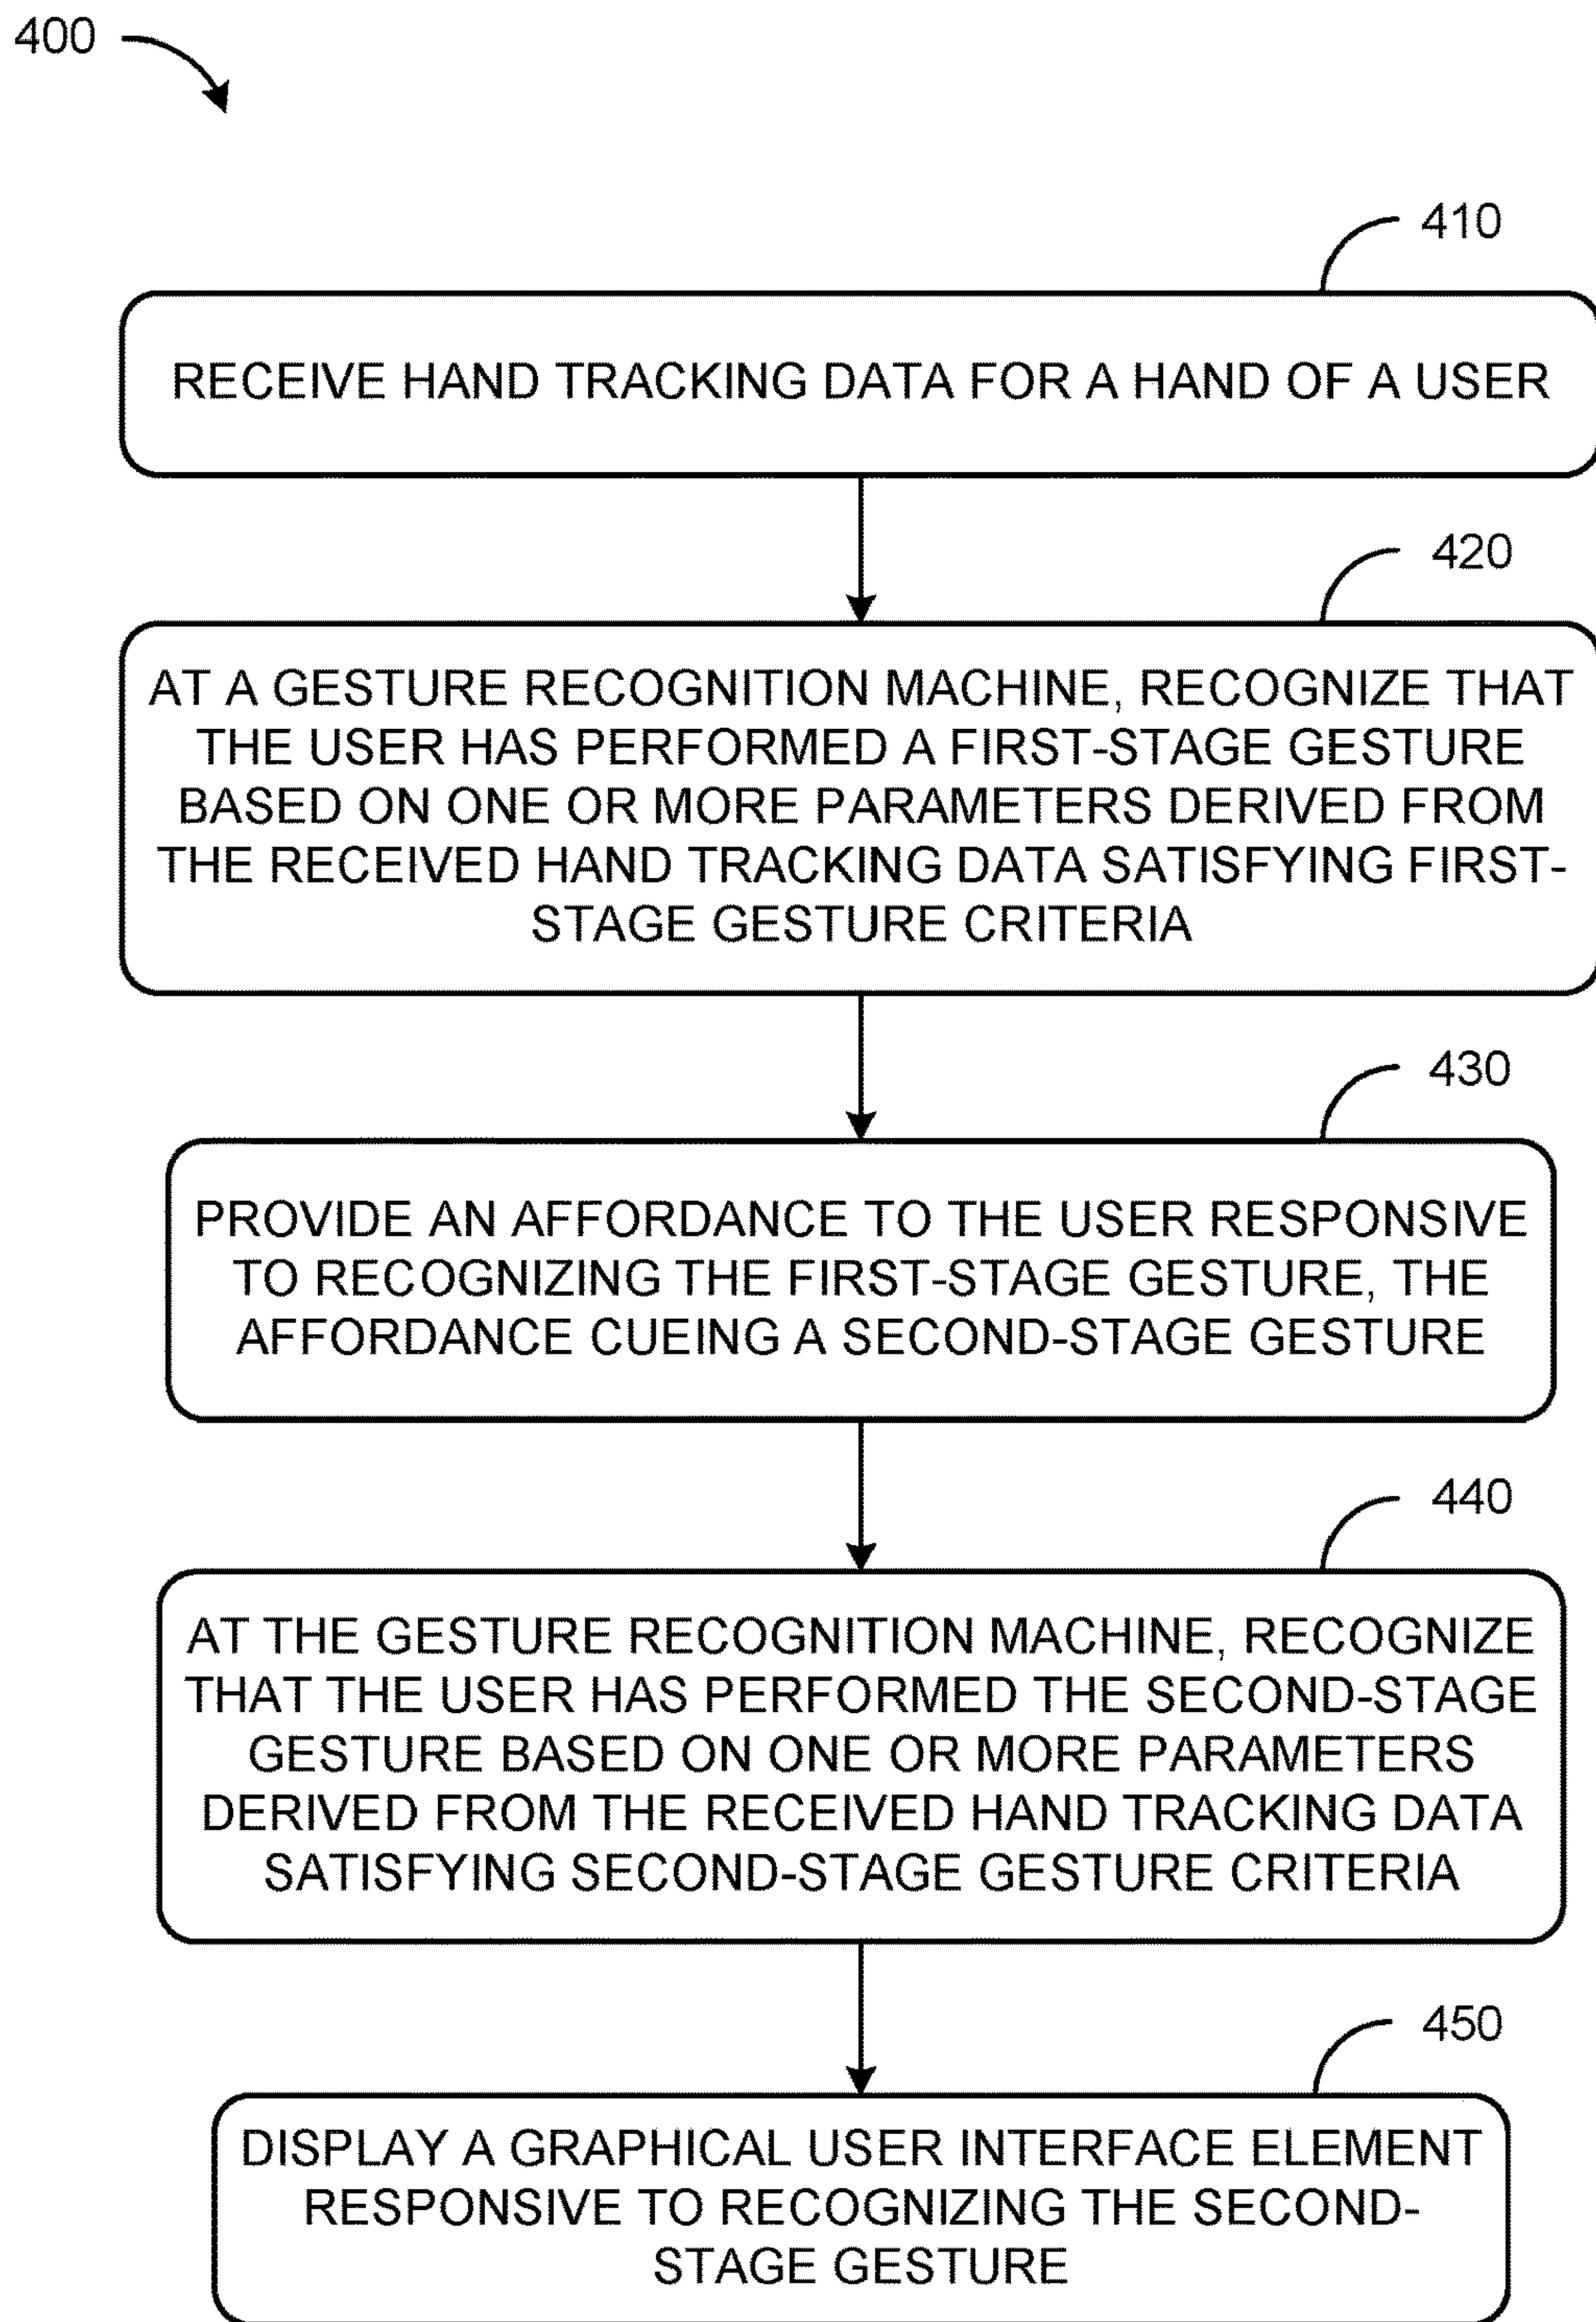 400
410
RECEIVE HAND TRACKING DATA FOR A HAND OF A USER
420
AT A GESTURE RECOGNITION MACHINE, RECOGNIZE THAT
THE USER HAS PERFORMED A FIRST-STAGE GESTURE
BASED ON ONE OR MORE PARAMETERS DERIVED FROM
THE RECEIVED HAND TRACKING DATA SATISFYING FIRST-
STAGE GESTURE CRITERIA
430
PROVIDE AN AFFORDANCE TO THE USER RESPONSIVE
TO RECOGNIZING THE FIRST-STAGE GESTURE, THE
AFFORDANCE CUEING A SECOND-STAGE GESTURE
440
AT THE GESTURE RECOGNITION MACHINE, RECOGNIZE
THAT THE USER HAS PERFORMED THE SECOND-STAGE
GESTURE BASED ON ONE OR MORE PARAMETERS
DERIVED FROM THE RECEIVED HAND TRACKING DATA
SATISFYING SECOND-STAGE GESTURE CRITERIA
450
DISPLAY A GRAPHICAL USER INTERFACE ELEMENT
RESPONSIVE TO RECOGNIZING THE SECOND-
STAGE GESTURE